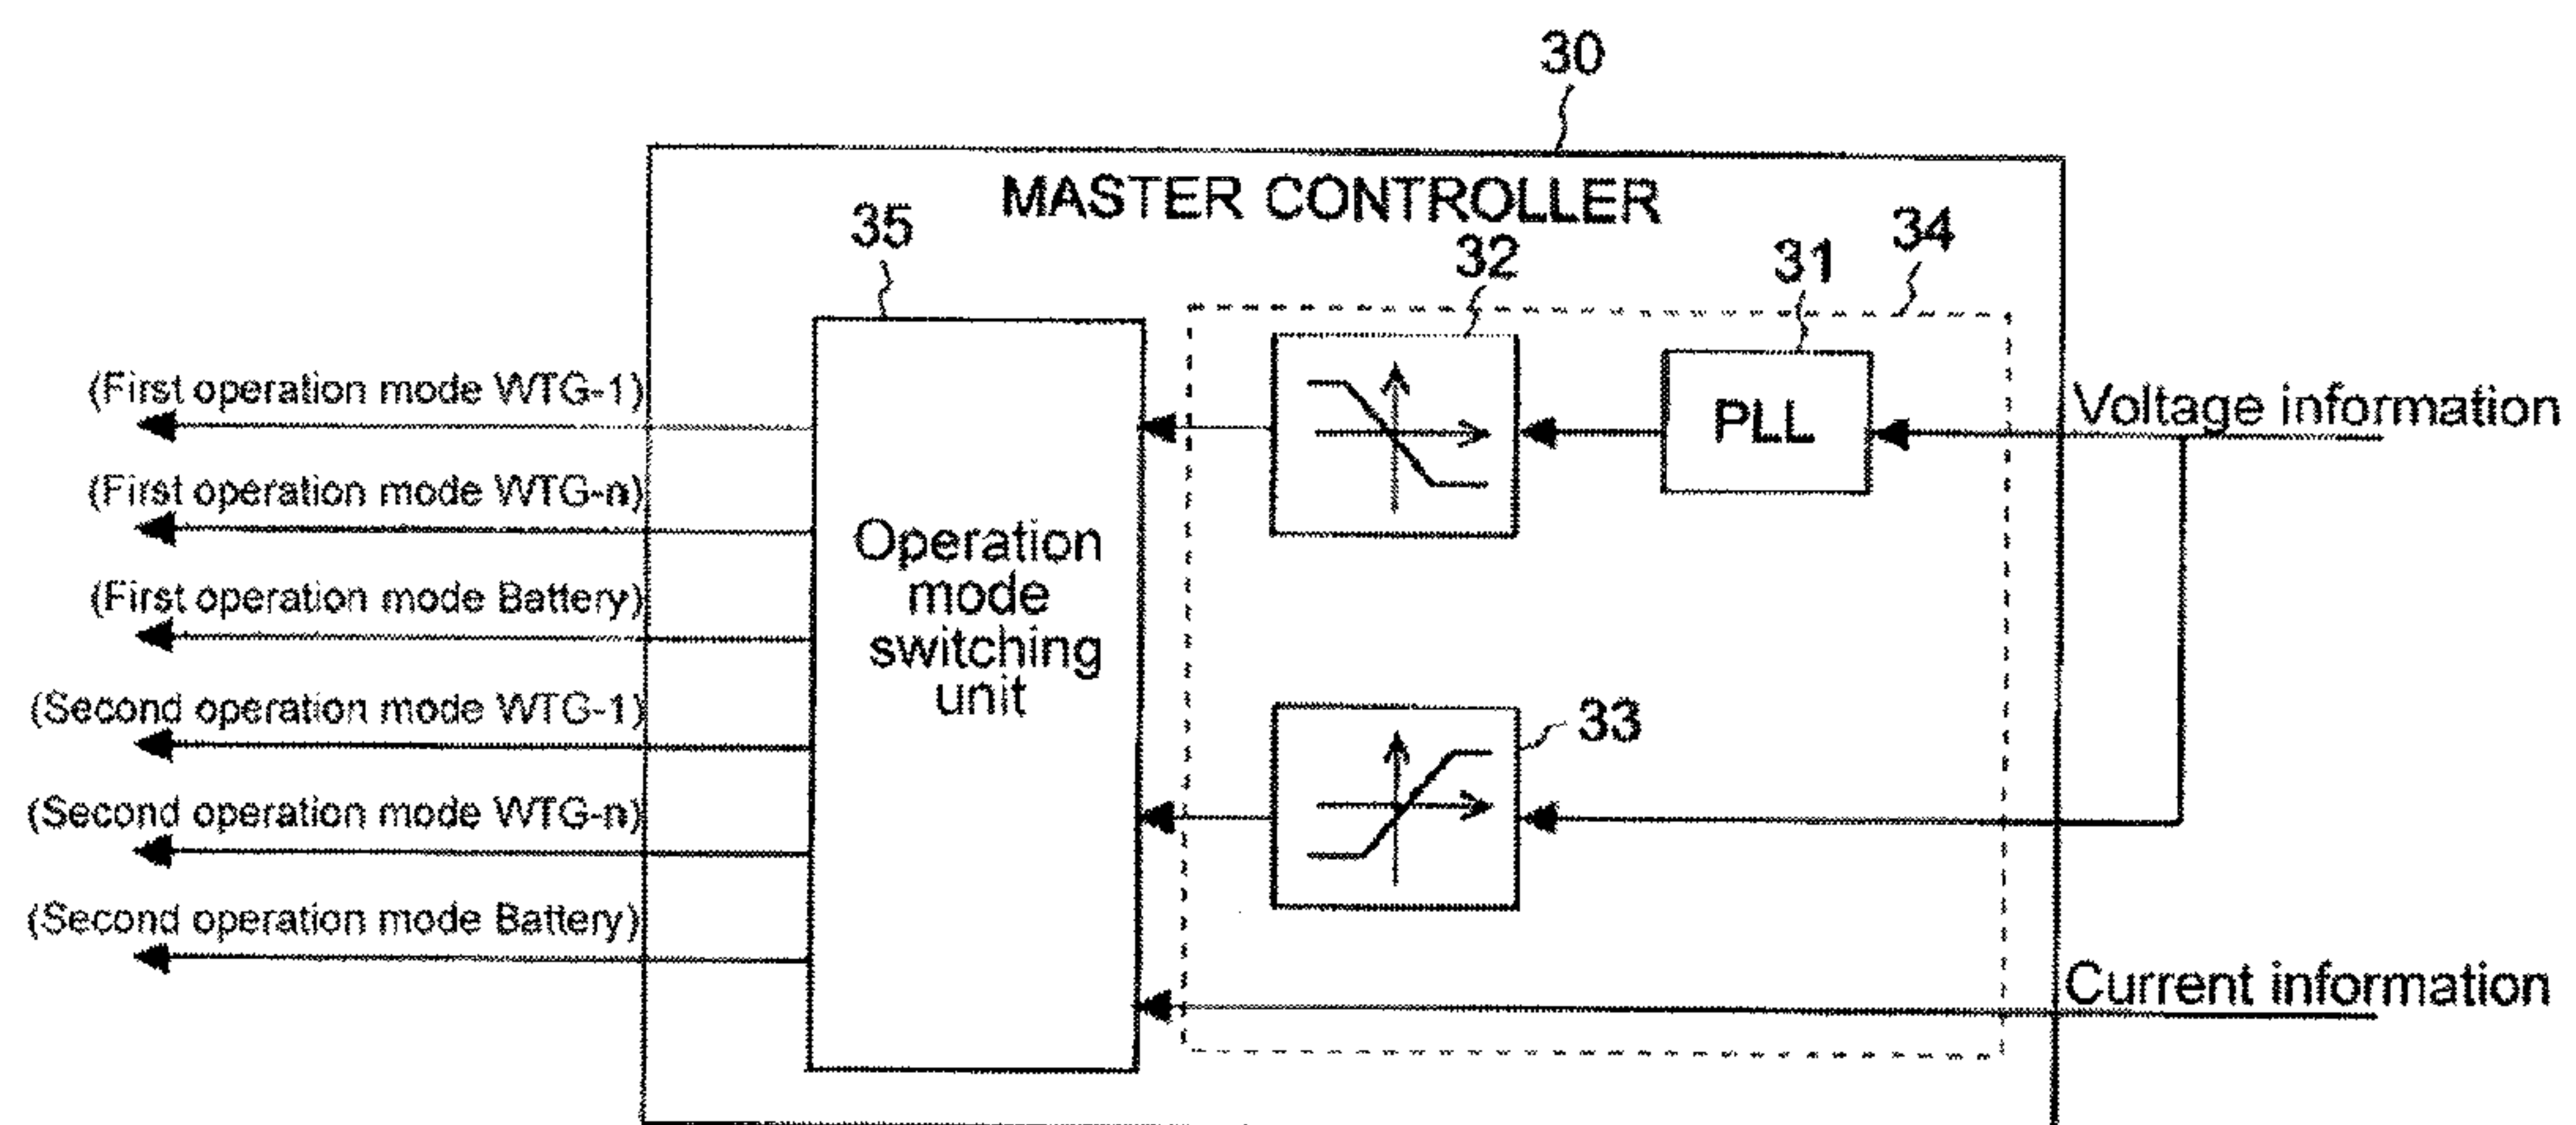 30
MASTER CONTROLLER
35
32
31
34
(First operation mode WTG-1)
PLL
Voltage information
(First operation mode WTG-n)
Operation
mode
switching
unit
(First operation mode Battery)
(Second operation mode WTG-1)
33
(Second operation mode WTG-n)
(Second operation mode Battery)
Current information